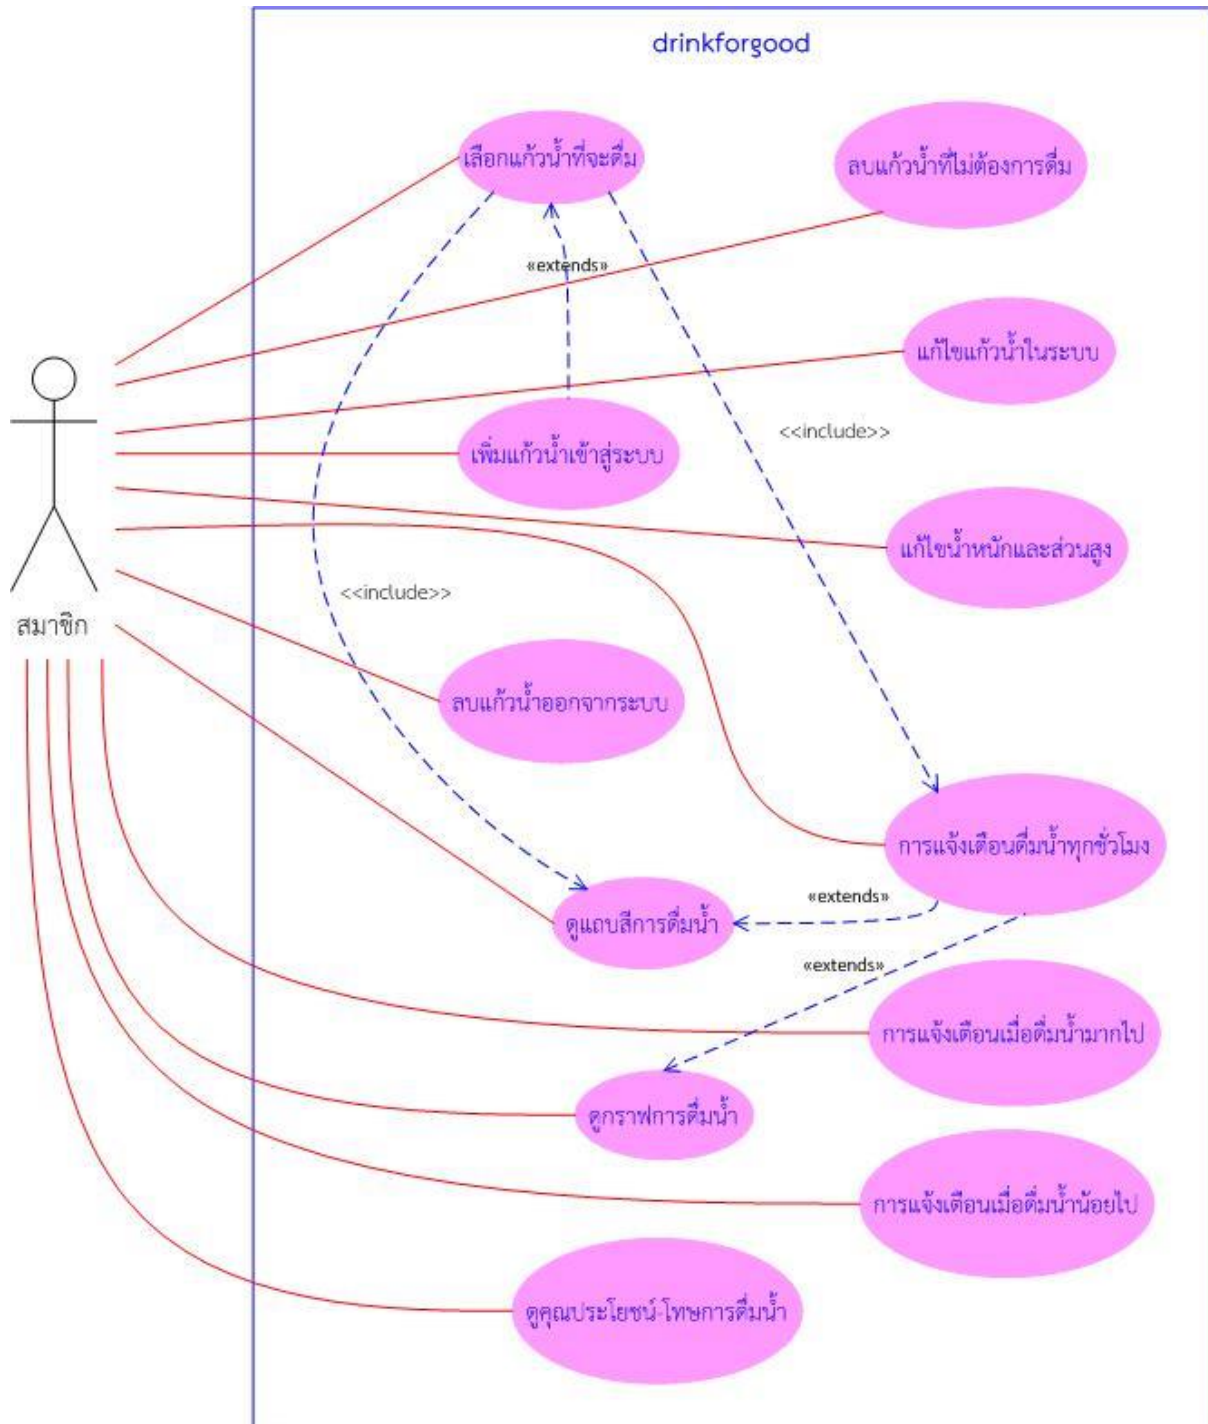 drinkforgood
เลือกแก้วน้ำที่จะดื่ม
ลบแก้วน้ำที่ไม่ต้องการดื่ม
«extends»
แก้ไขแก้วน้ำในระบบ
<<include>>
เพิ่มแก้วน้ำเข้าสู่ระบบ
แก้ไขน้ำหนักและส่วนสูง
<<include>>
สมาชิก
ลบแก้วน้ำออกจากระบบ
การแจ้งเตือนดื่มน้ำทุกชั่วโมง
«extends»
ดูแถบสีการดื่มน้ำ
«extends»
การแจ้งเตือนเมื่อดื่มน้ำมากไป
ดูกราฟการดื่มน้ำ
การแจ้งเตือนเมื่อดื่มน้ำน้อยไป
ดูคุณประโยชน์-โทษการดื่มน้ำ